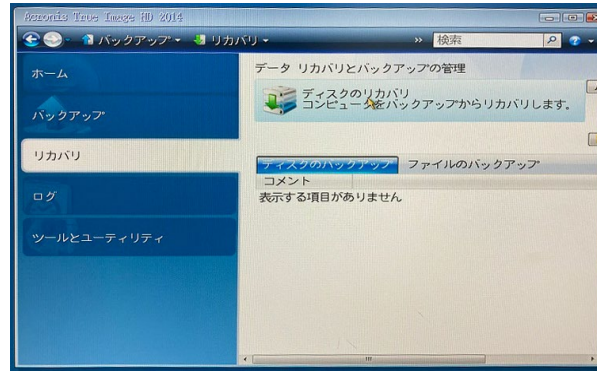 Acronis True Image HD 2014
バックアップ リカバリ » 検索
ホーム
バックアップ
リカバリ
ログ
ツールとユーティリティ
データ リカバリとバックアップの管理
ディスクのリカバリ
コンピュータをバックアップからリカバリします。
ディスクのバックアップ ファイルのバックアップ
コメント
表示する項目がありません